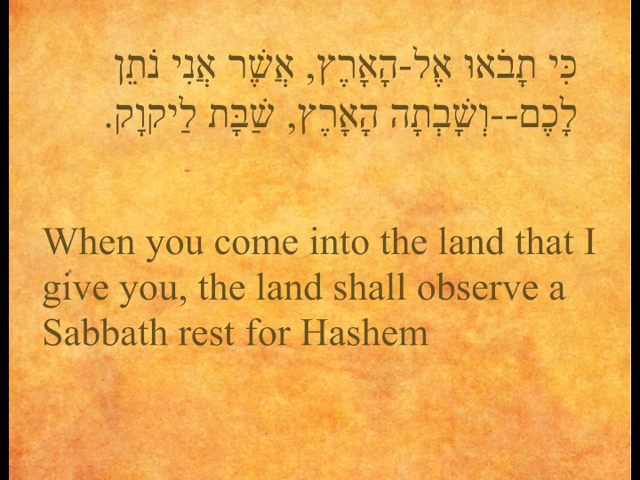 כִּי תָבֹאוּ אֶל-הָאָרֶץ, אֲשֶׁר אֲנִי נֹתֵן
לָכֶם--וְשָׁבְתָה הָאָרֶץ, שַׁבָּת לַיקוָק.
When you come into the land that I
give you, the land shall observe a
Sabbath rest for Hashem